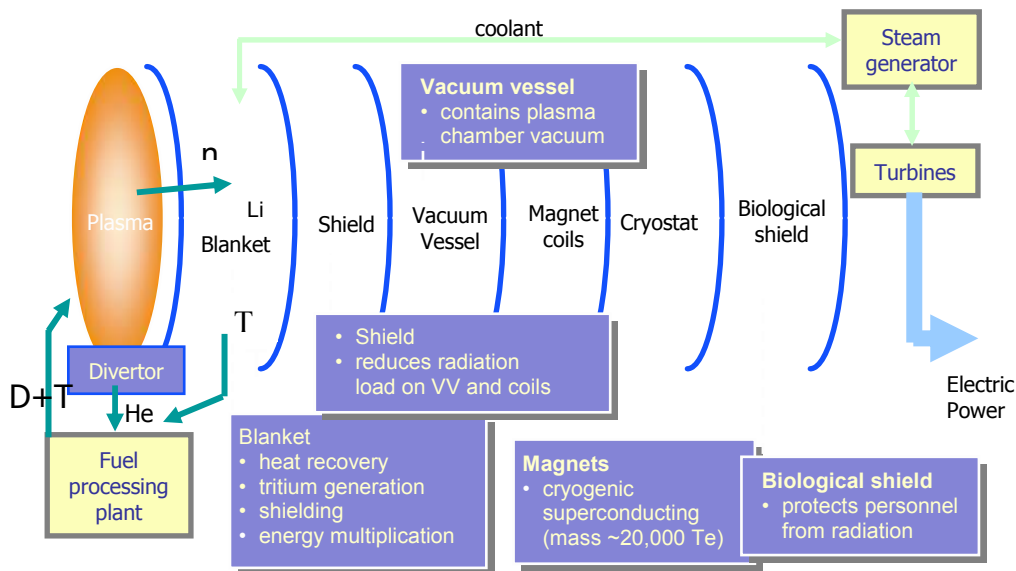 coolant
Steam
generator
Vacuum vessel
• contains plasma
chamber vacuum
n
Turbines
Plasma
Li
Blanket
Shield
Vacuum
Vessel
Magnet
coils
Cryostat
Biological
shield
T
• Shield
• reduces radiation
load on VV and coils
Divertor
D+T
He
Electric
Power
Fuel
processing
plant
Blanket
• heat recovery
• tritium generation
• shielding
• energy multiplication
Magnets
• cryogenic
superconducting
(mass ~20,000 Te)
Biological shield
• protects personnel
from radiation